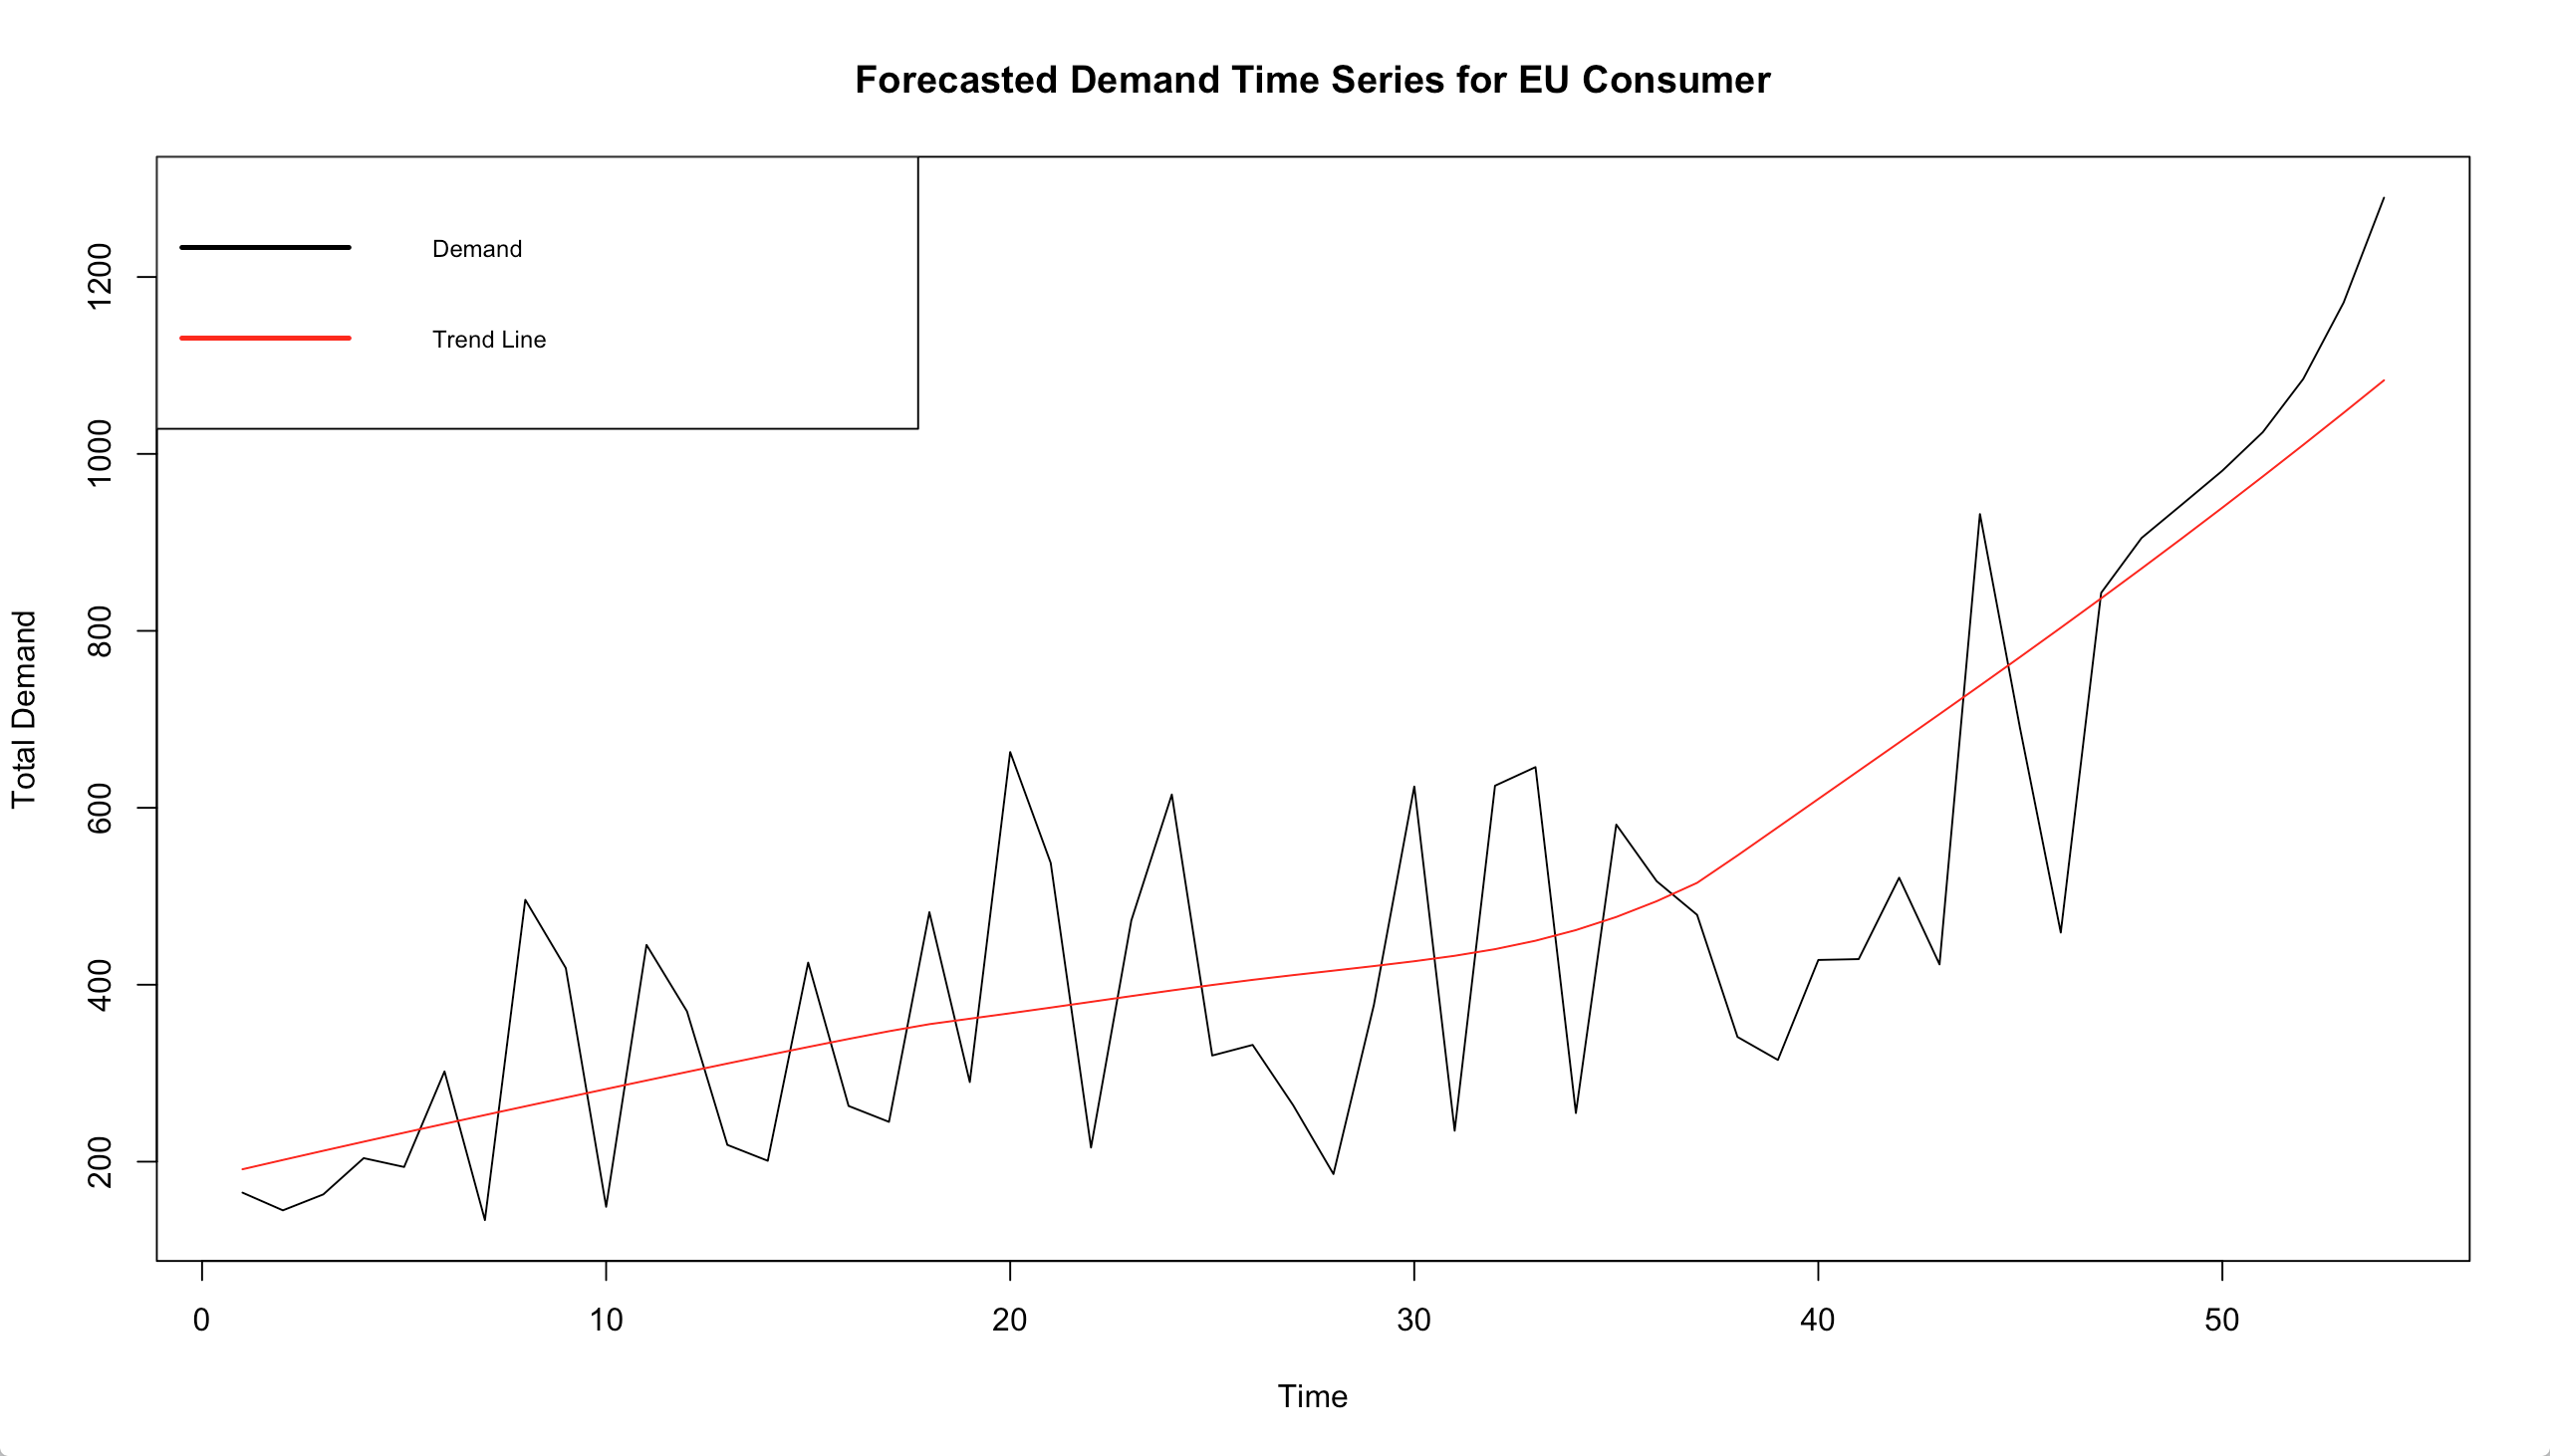 Forecasted Demand Time Series for EU Consumer
Demand
Trend Line
1200
1000
800
600
400
200
Total Demand
0 10 20 30 40 50
Time